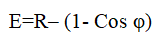 E=R– (1- Cos φ)